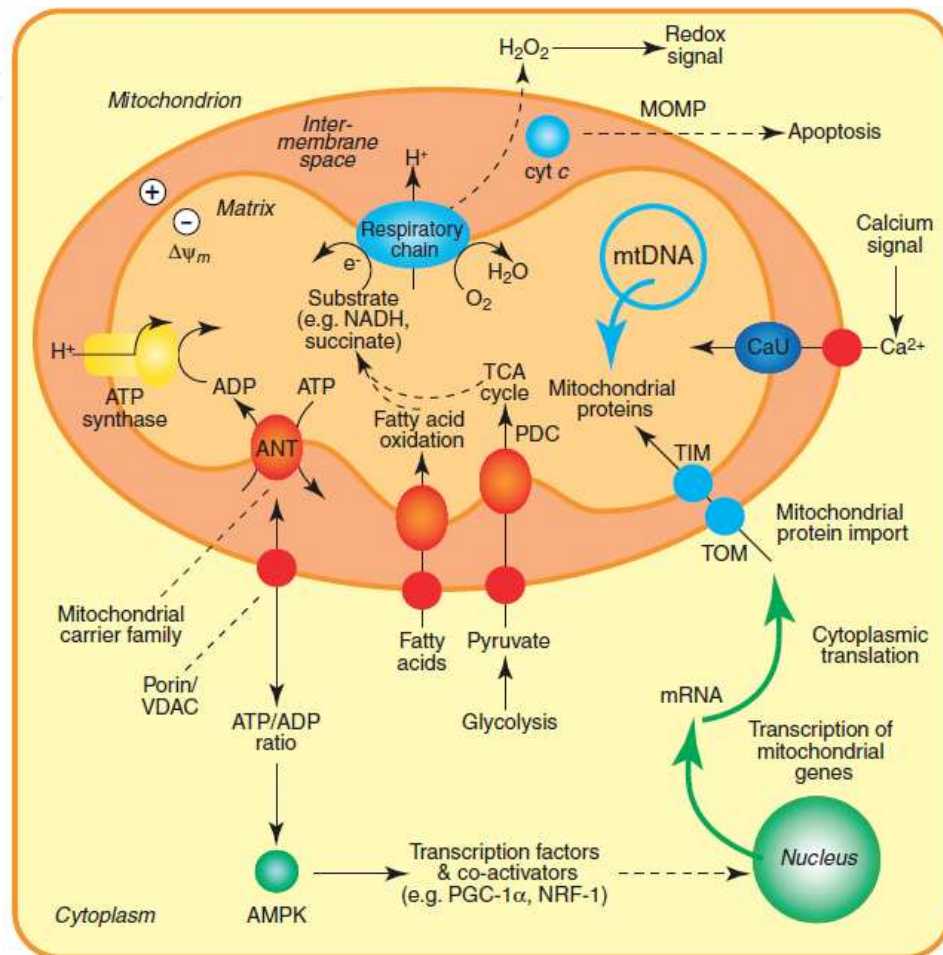 H2O2
Redox
signal
Mitochondrion
Inter-
membrane
space
MOMP
Apoptosis
cyt c
H+
+
−
Δψm
Matrix
Respiratory
chain
e-
H2O
O2
Substrate
(e.g. NADH,
succinate)
mtDNA
Calcium
signal
CaU
Ca2+
H+
ATP
synthase
ADP
ATP
TCA
cycle
Fatty acid
oxidation
PDC
Mitochondrial
proteins
ANT
TIM
TOM
Mitochondrial
protein import
Mitochondrial
carrier family
Porin/
VDAC
Fatty
acids
Pyruvate
Glycolysis
Cytoplasmic
translation
mRNA
ATP/ADP
ratio
Transcription of
mitochondrial
genes
Nucleus
Transcription factors
& co-activators
(e.g. PGC-1α, NRF-1)
AMPK
Cytoplasm